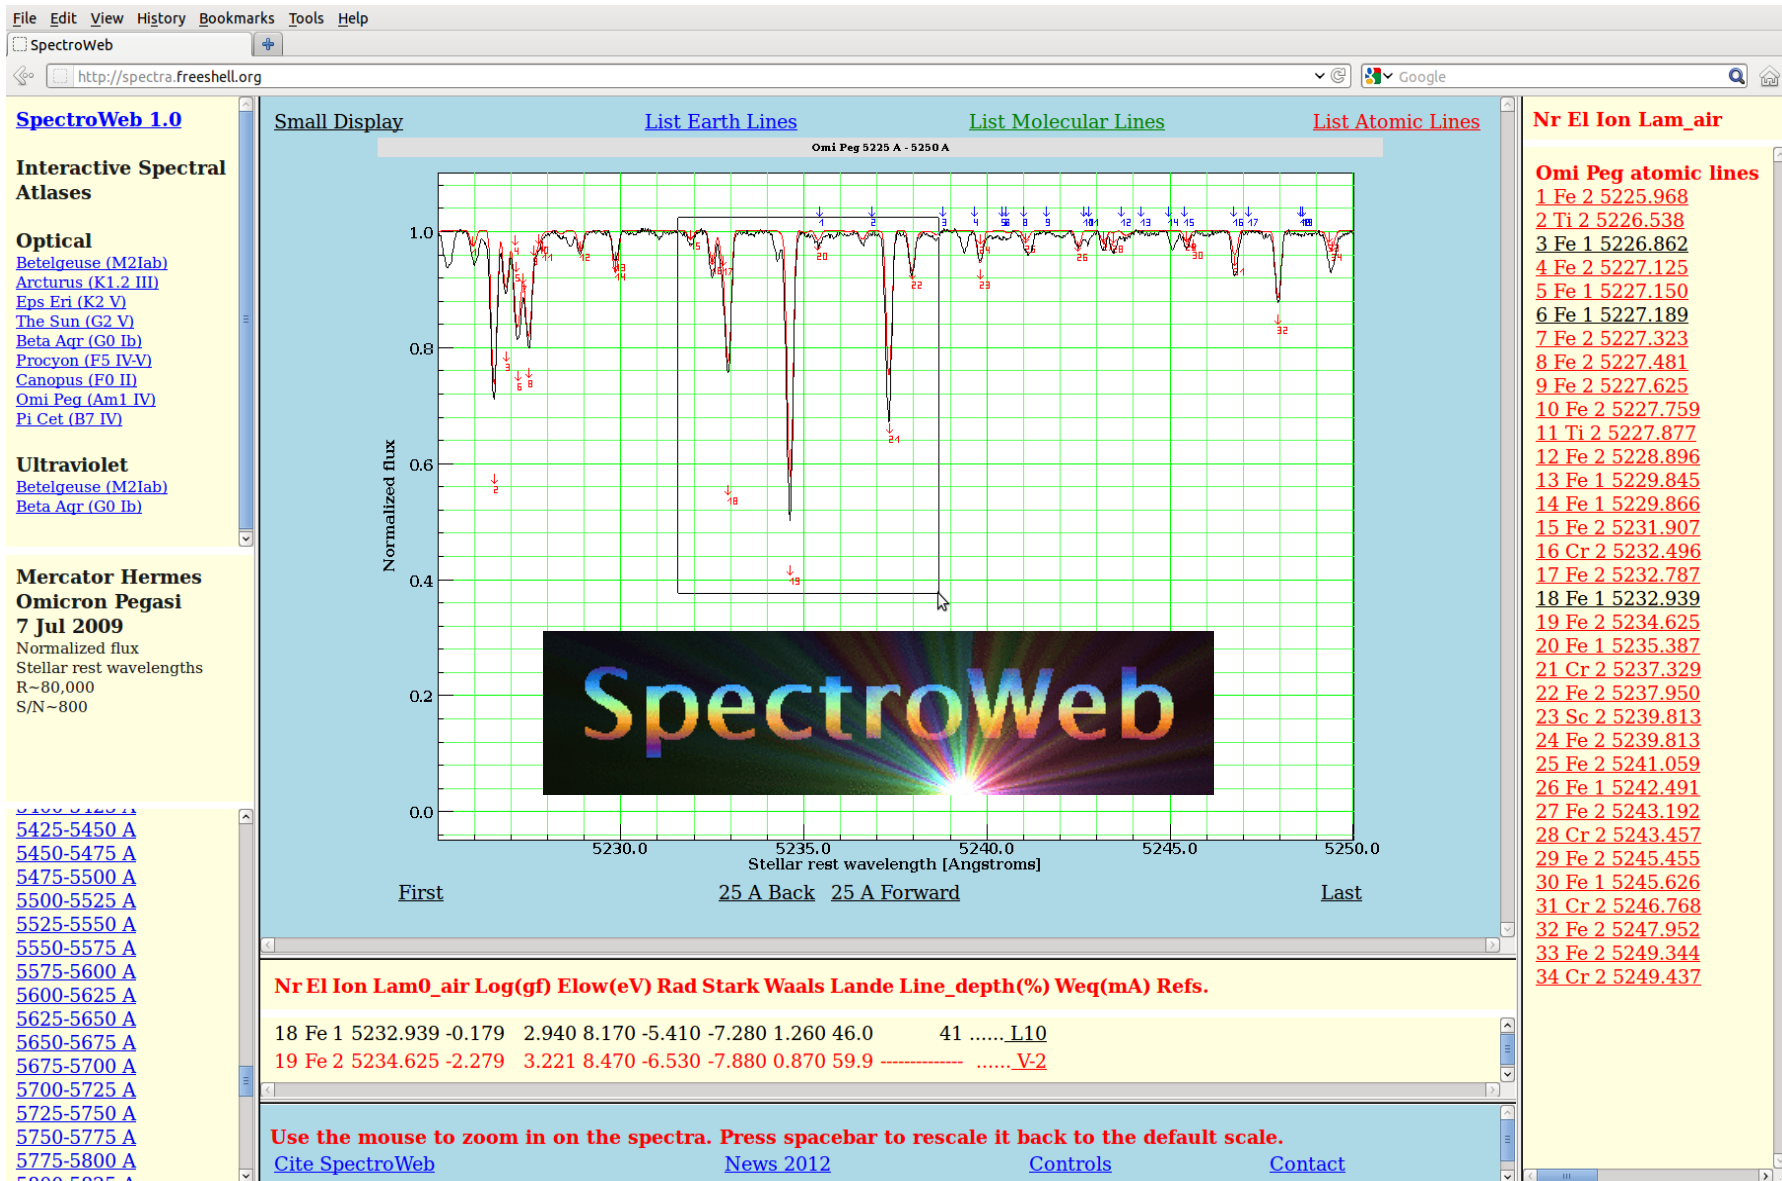 File Edit View History Bookmarks Tools Help
SpectroWeb
http://spectra.freeshell.org
Google
SpectroWeb 1.0
Interactive Spectral
Atlases
Optical
Betelgeuse (M2Iab)
Arcturus (K1.2 III)
Eps Eri (K2 V)
The Sun (G2 V)
Beta Aqr (G0 Ib)
Procyon (F5 IV-V)
Canopus (F0 II)
Omi Peg (Am1 IV)
Pi Cet (B7 IV)
Ultraviolet
Betelgeuse (M2Iab)
Beta Aqr (G0 Ib)
Mercator Hermes
Omicron Pegasi
7 Jul 2009
Normalized flux
Stellar rest wavelengths
R~80,000
S/N~800
5400-5425 A
5425-5450 A
5450-5475 A
5475-5500 A
5500-5525 A
5525-5550 A
5550-5575 A
5575-5600 A
5600-5625 A
5625-5650 A
5650-5675 A
5675-5700 A
5700-5725 A
5725-5750 A
5750-5775 A
5775-5800 A
5800-5825 A
Small Display List Earth Lines List Molecular Lines List Atomic Lines
Omi Peg 5225 A - 5250 A
1.0
0.8
0.6
0.4
0.2
0.0
Normalized flux
SpectroWeb
5230.0 5235.0 5240.0 5245.0 5250.0
Stellar rest wavelength [Angstroms]
First 25 A Back 25 A Forward Last
Nr El Ion Lam0_air Log(gf) Elow(eV) Rad Stark Waals Lande Line_depth(%) Weq(mA) Refs.
18 Fe 1 5232.939 -0.179 2.940 8.170 -5.410 -7.280 1.260 46.0 41 ...... L10
19 Fe 2 5234.625 -2.279 3.221 8.470 -6.530 -7.880 0.870 59.9 -------------- ...... V-2
Use the mouse to zoom in on the spectra. Press spacebar to rescale it back to the default scale.
Cite SpectroWeb News 2012 Controls Contact
Nr El Ion Lam_air
Omi Peg atomic lines
1 Fe 2 5225.968
2 Ti 2 5226.538
3 Fe 1 5226.862
4 Fe 2 5227.125
5 Fe 1 5227.150
6 Fe 1 5227.189
7 Fe 2 5227.323
8 Fe 2 5227.481
9 Fe 2 5227.625
10 Fe 2 5227.759
11 Ti 2 5227.877
12 Fe 2 5228.896
13 Fe 1 5229.845
14 Fe 1 5229.866
15 Fe 2 5231.907
16 Cr 2 5232.496
17 Fe 2 5232.787
18 Fe 1 5232.939
19 Fe 2 5234.625
20 Fe 1 5235.387
21 Cr 2 5237.329
22 Fe 2 5237.950
23 Sc 2 5239.813
24 Fe 2 5239.813
25 Fe 2 5241.059
26 Fe 1 5242.491
27 Fe 2 5243.192
28 Cr 2 5243.457
29 Fe 2 5245.455
30 Fe 1 5245.626
31 Cr 2 5246.768
32 Fe 2 5247.952
33 Fe 2 5249.344
34 Cr 2 5249.437